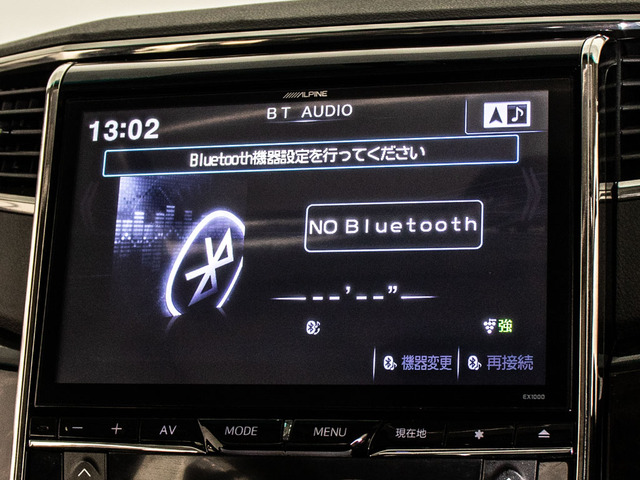 ALPINE
BT AUDIO
13:02
Bluetooth機器設定を行ってください
NO Bluetooth
--'--"
強
機器変更 再接続
EX1000
− + AV MODE MENU 現在地 ✱ ⏏